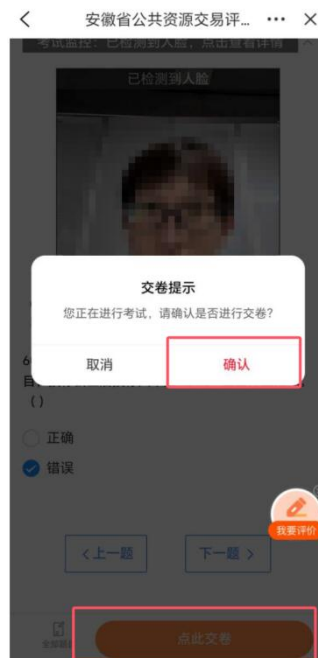 安徽省公共资源交易评...
考试监控：已检测到人脸，点击查看详情
已检测到人脸
交卷提示
您正在进行考试，请确认是否进行交卷？
取消
确认
（）
正确
错误
我要评价
<上一题
下一题 >
点此交卷